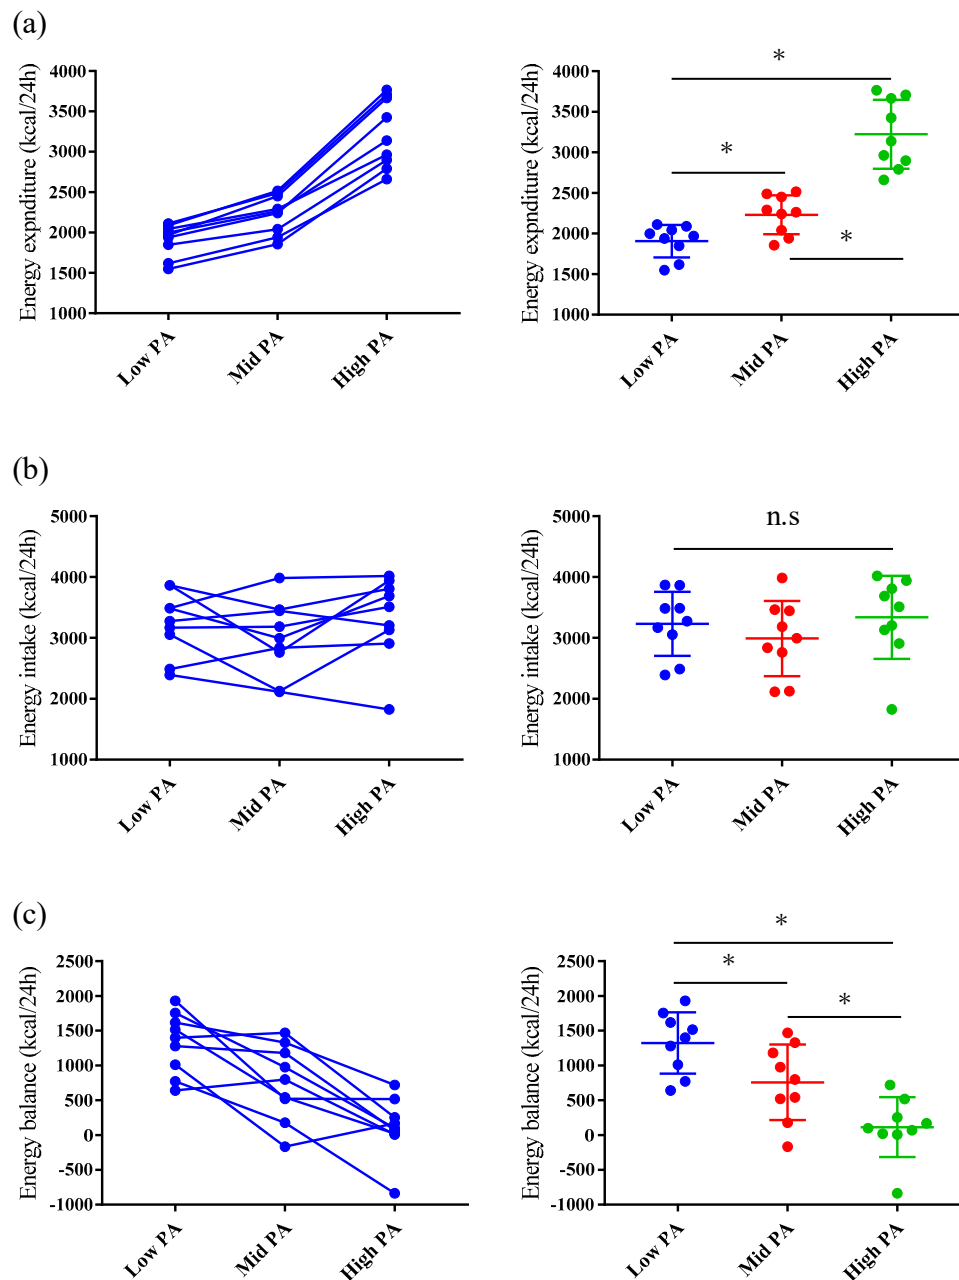 (a)
Energy expnditure (kcal/24h)
4000
3500
3000
2500
2000
1500
1000
Low PA
Mid PA
High PA
Energy expnditure (kcal/24h)
4000
3500
3000
2500
2000
1500
1000
*
*
*
Low PA
Mid PA
High PA
(b)
Energy intake (kcal/24h)
5000
4000
3000
2000
1000
Low PA
Mid PA
High PA
Energy intake (kcal/24h)
5000
4000
3000
2000
1000
n.s
Low PA
Mid PA
High PA
(c)
Energy balance (kcal/24h)
2500
2000
1500
1000
500
0
-500
-1000
Low PA
Mid PA
High PA
Energy balance (kcal/24h)
2500
2000
1500
1000
500
0
-500
-1000
*
*
*
Low PA
Mid PA
High PA